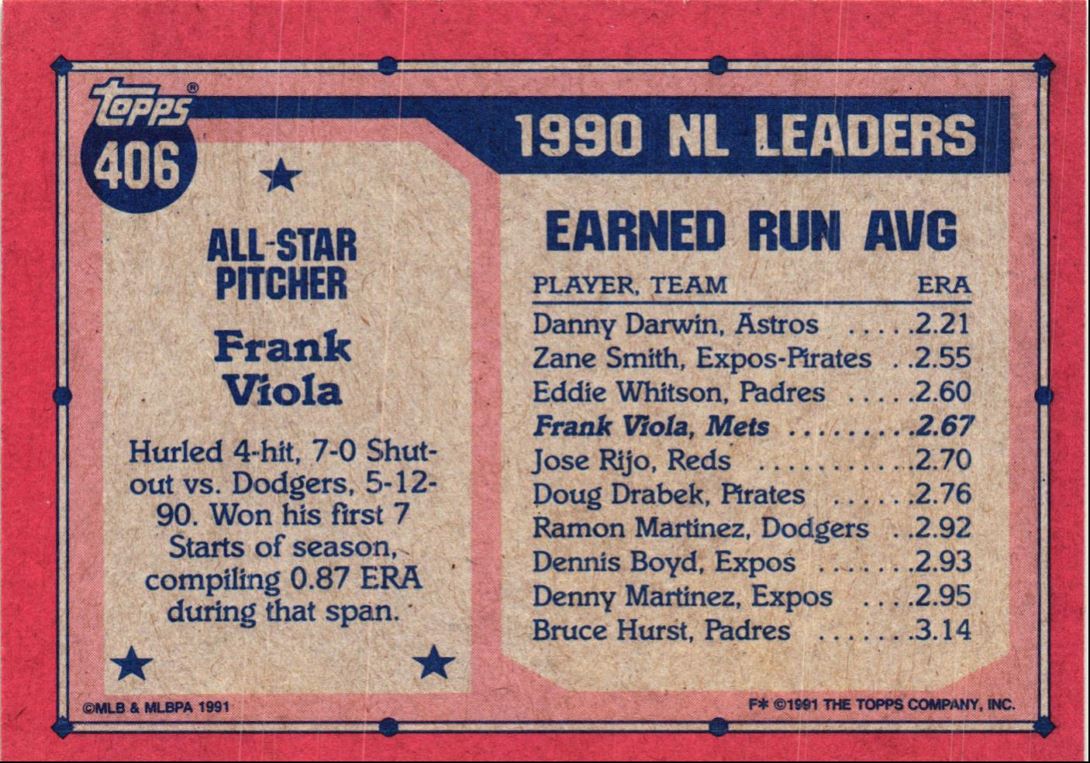 Topps®
406
ALL-STAR
PITCHER
Frank
Viola
Hurled 4-hit, 7-0 Shut-
out vs. Dodgers, 5-12-
90. Won his first 7
Starts of season,
compiling 0.87 ERA
during that span.
©MLB & MLBPA 1991
1990 NL LEADERS
EARNED RUN AVG
PLAYER, TEAM ERA
Danny Darwin, Astros .....2.21
Zane Smith, Expos-Pirates ..2.55
Eddie Whitson, Padres .....2.60
Frank Viola, Mets .........2.67
Jose Rijo, Reds ...........2.70
Doug Drabek, Pirates ......2.76
Ramon Martinez, Dodgers ..2.92
Dennis Boyd, Expos .......2.93
Denny Martinez, Expos ....2.95
Bruce Hurst, Padres .......3.14
F* ©1991 THE TOPPS COMPANY, INC.